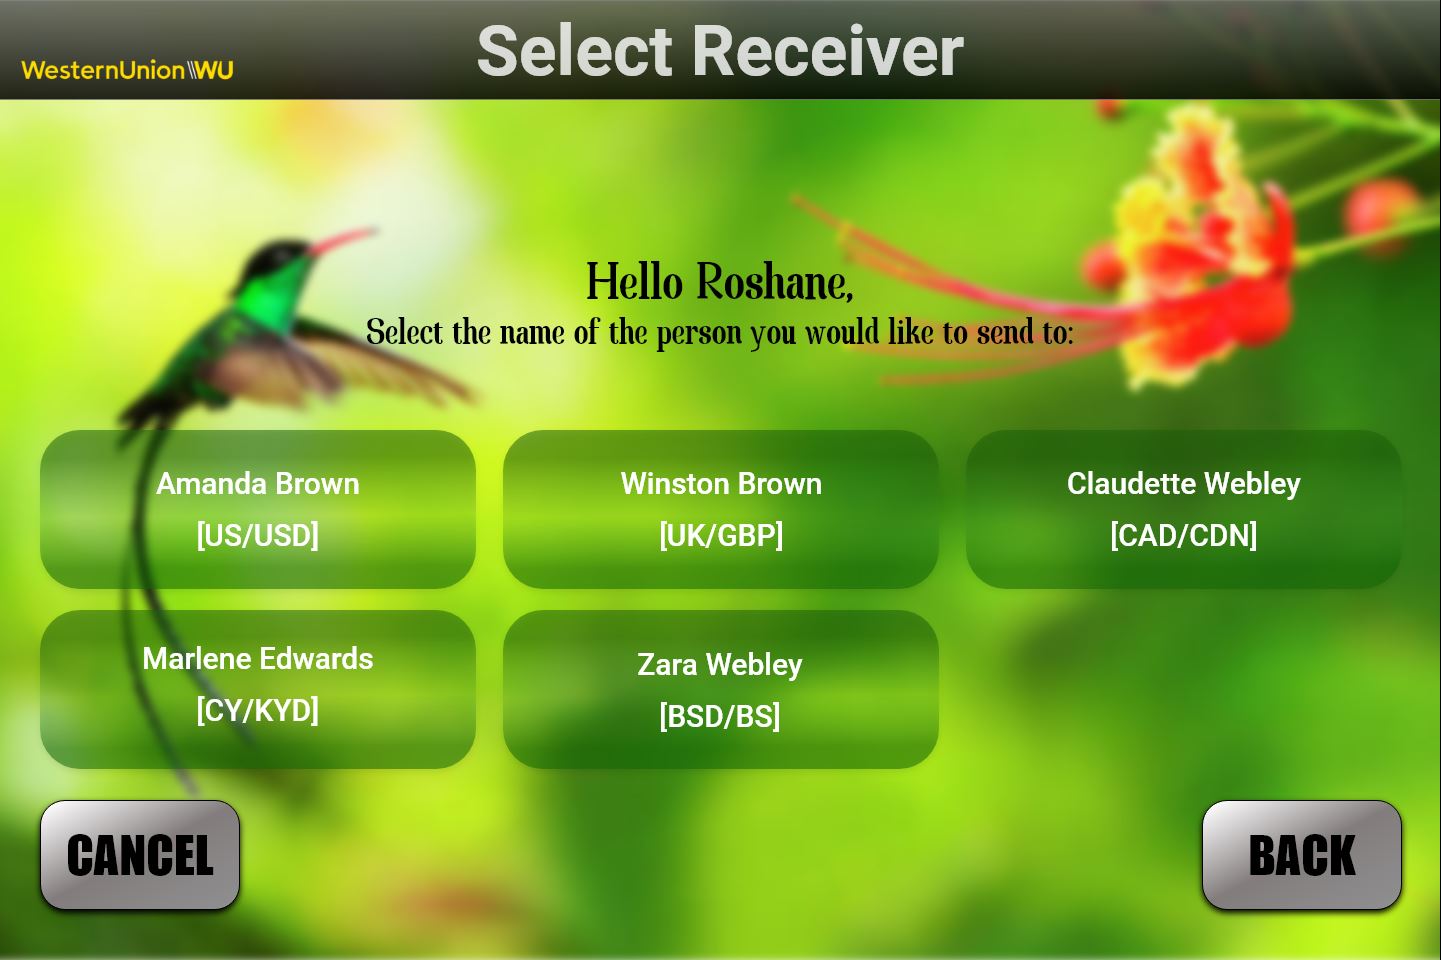 Select Receiver
WesternUnion\\WU
Hello Roshane,
Select the name of the person you would like to send to:
Amanda Brown
[US/USD]
Winston Brown
[UK/GBP]
Claudette Webley
[CAD/CDN]
Marlene Edwards
[CY/KYD]
Zara Webley
[BSD/BS]
CANCEL
BACK